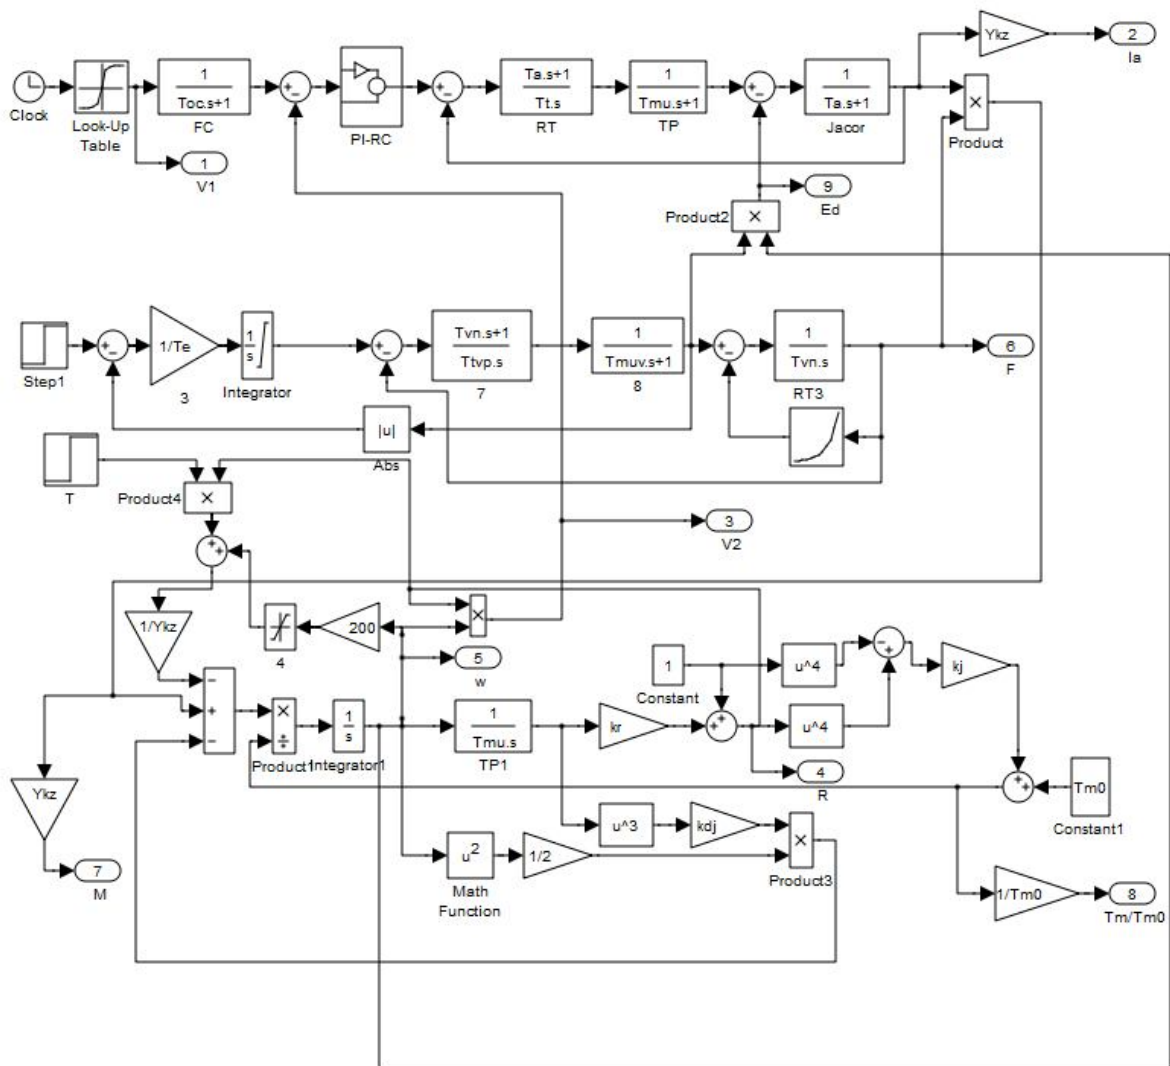 Ykz
2
Ia
Clock
Look-Up
Table
1
Toc.s+1
FC
+
-
PI-RC
+
-
Ta.s+1
Tt.s
RT
1
Tmu.s+1
TP
+
-
1
Ta.s+1
Jacor
×
Product
1
V1
9
Ed
Product2
×
Step1
+
-
1/Te
3
1
s
Integrator
+
-
Tvn.s+1
Ttvp.s
7
1
Tmuv.s+1
8
+
-
1
Tvn.s
RT3
6
F
|u|
Abs
T
Product4
×
+
+
3
V2
1/Ykz
4
200
×
5
w
1
Constant
u^4
-
+
kj
-
+
-
×
÷
Product1
1
s
Integrator1
1
Tmu.s
TP1
kr
+
+
u^4
4
R
+
+
Tm0
Constant1
Ykz
7
M
u^3
kdj
×
Product3
u2
Math
Function
1/2
1/Tm0
8
Tm/Tm0